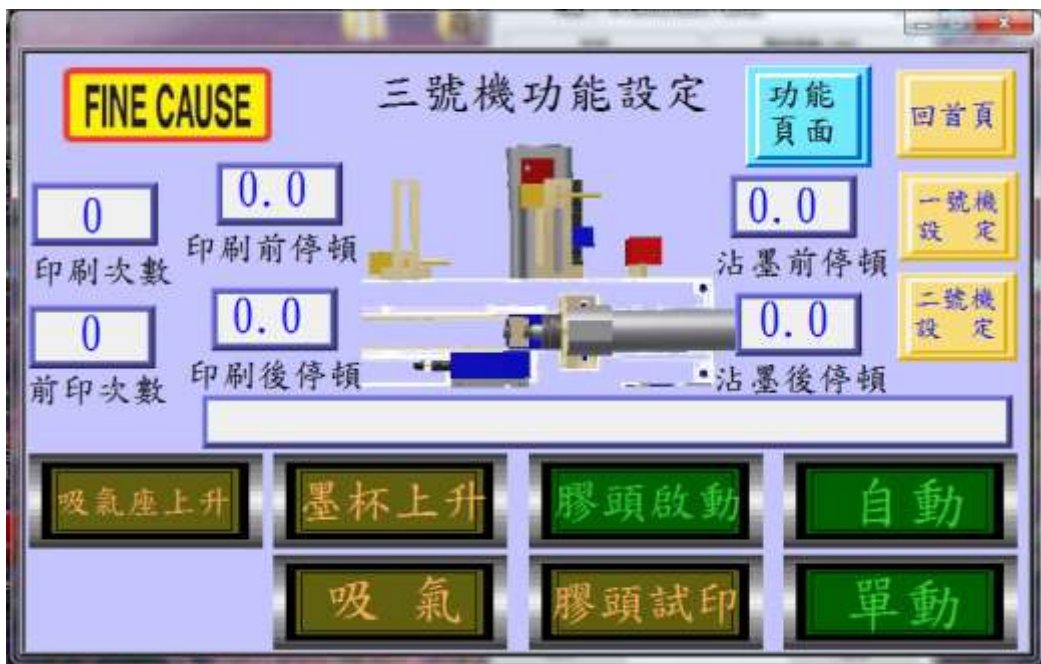 FINE CAUSE
三號機功能設定
功能
頁面
回首頁
0
印刷次數
0.0
印刷前停頓
0.0
沾墨前停頓
一號機
設 定
0
前印次數
0.0
印刷後停頓
0.0
沾墨後停頓
二號機
設 定
吸氣座上升
墨杯上升
膠頭啟動
自動
吸 氣
膠頭試印
單動